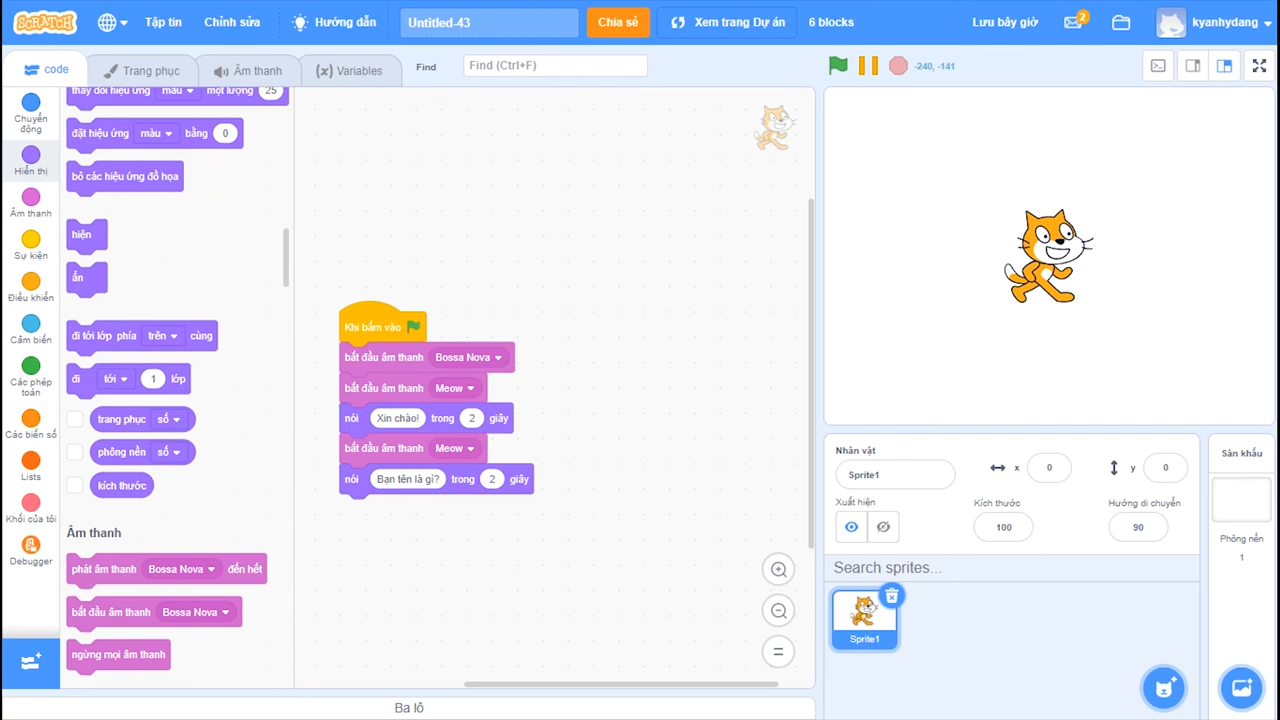 SCRATCH
Tập tin
Chỉnh sửa
Hướng dẫn
Untitled-43
Chia sẻ
Xem trang Dự án
6 blocks
Lưu bây giờ
2
kyanhydang
code
Trang phục
Âm thanh
(x) Variables
Find
Find (Ctrl+F)
-240, -141
Chuyển động
Hiển thị
Âm thanh
Sự kiện
Điều khiển
Cảm biến
Các phép toán
Các biến số
Lists
Khối của tôi
Debugger
thay đổi hiệu ứng màu một lượng 25
đặt hiệu ứng màu bằng 0
bỏ các hiệu ứng đồ họa
hiện
ẩn
đi tới lớp phía trên cùng
đi tới 1 lớp
trang phục số
phông nền số
kích thước
Âm thanh
phát âm thanh Bossa Nova đến hết
bắt đầu âm thanh Bossa Nova
ngừng mọi âm thanh
Khi bấm vào
bắt đầu âm thanh Bossa Nova
bắt đầu âm thanh Meow
nói Xin chào! trong 2 giây
bắt đầu âm thanh Meow
nói Bạn tên là gì? trong 2 giây
Ba lô
Nhân vật
Sprite1
x 0
y 0
Xuất hiện
Kích thước
100
Hướng di chuyển
90
Search sprites...
Sprite1
Sân khấu
Phông nền
1